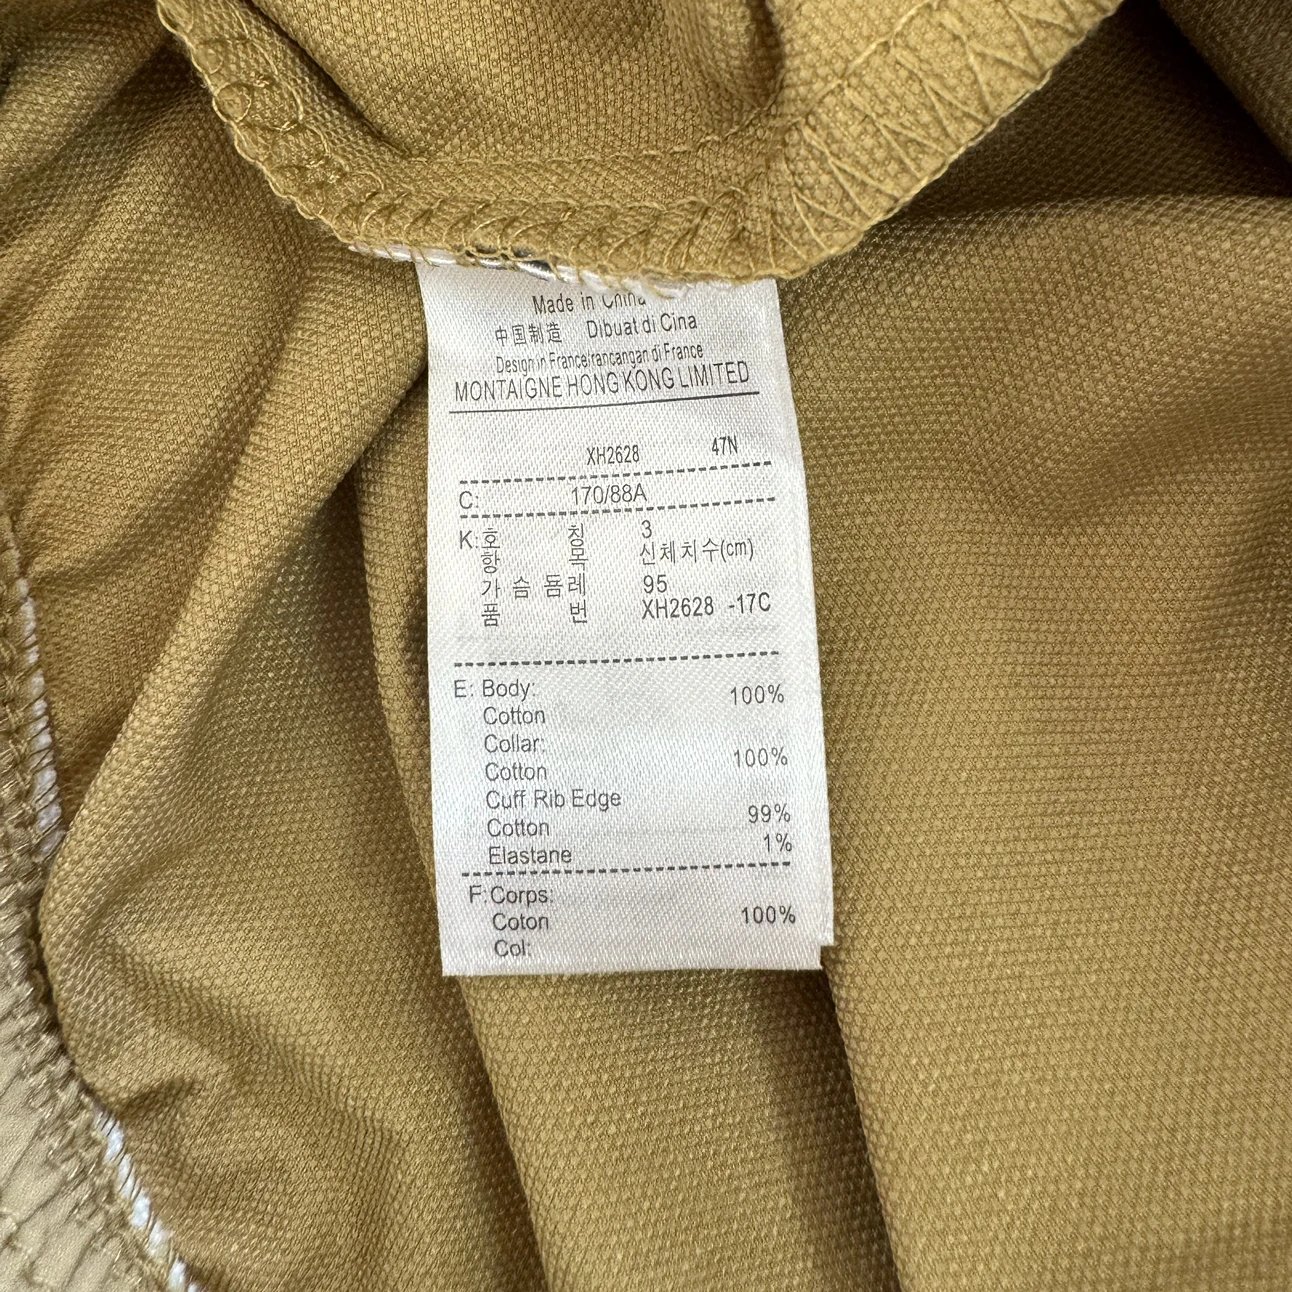 Made in China
中国制造 Dibuat di Cina
Design in France/rancangan di France
MONTAIGNE HONG KONG LIMITED
XH2628 47N
C: 170/88A
K:호 칭 3
항 목 신체치수(cm)
가 슴 둠 레 95
품 번 XH2628 -17C
E: Body: 100%
Cotton
Collar:
Cotton 100%
Cuff Rib Edge
Cotton 99%
Elastane 1%
F:Corps:
Coton 100%
Col: